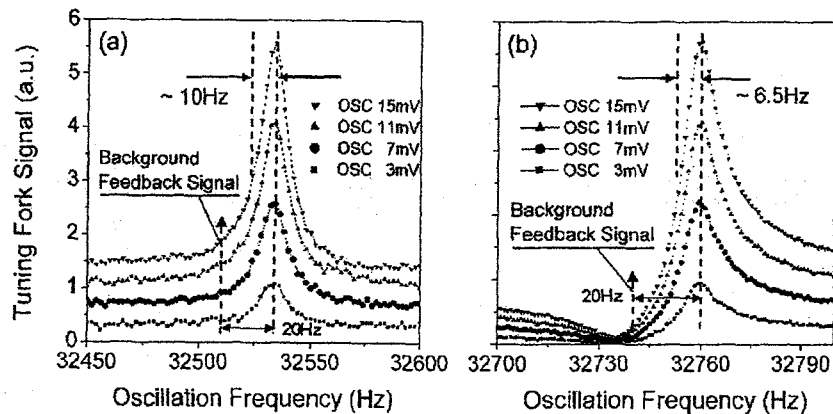 Tuning Fork Signal (a.u.)
6
5
4
3
2
1
0
(a)
~ 10Hz
OSC 15mV
OSC 11mV
OSC 7mV
OSC 3mV
Background
Feedback Signal
20Hz
32450 32500 32550 32600
Oscillation Frequency (Hz)
(b)
~ 6.5Hz
OSC 15mV
OSC 11mV
OSC 7mV
OSC 3mV
Background
Feedback Signal
20Hz
32700 32730 32760 32790
Oscillation Frequency (Hz)